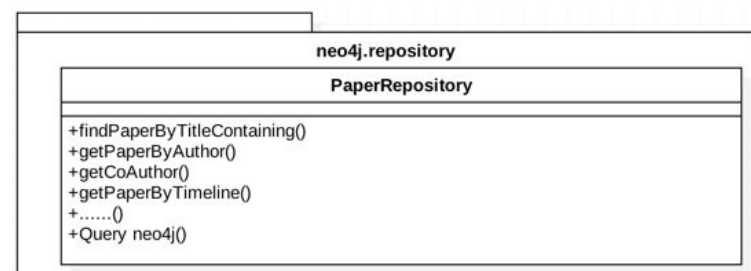 neo4j.repository
PaperRepository
+findPaperByTitleContaining()
+getPaperByAuthor()
+getCoAuthor()
+getPaperByTimeline()
+......()
+Query neo4j()